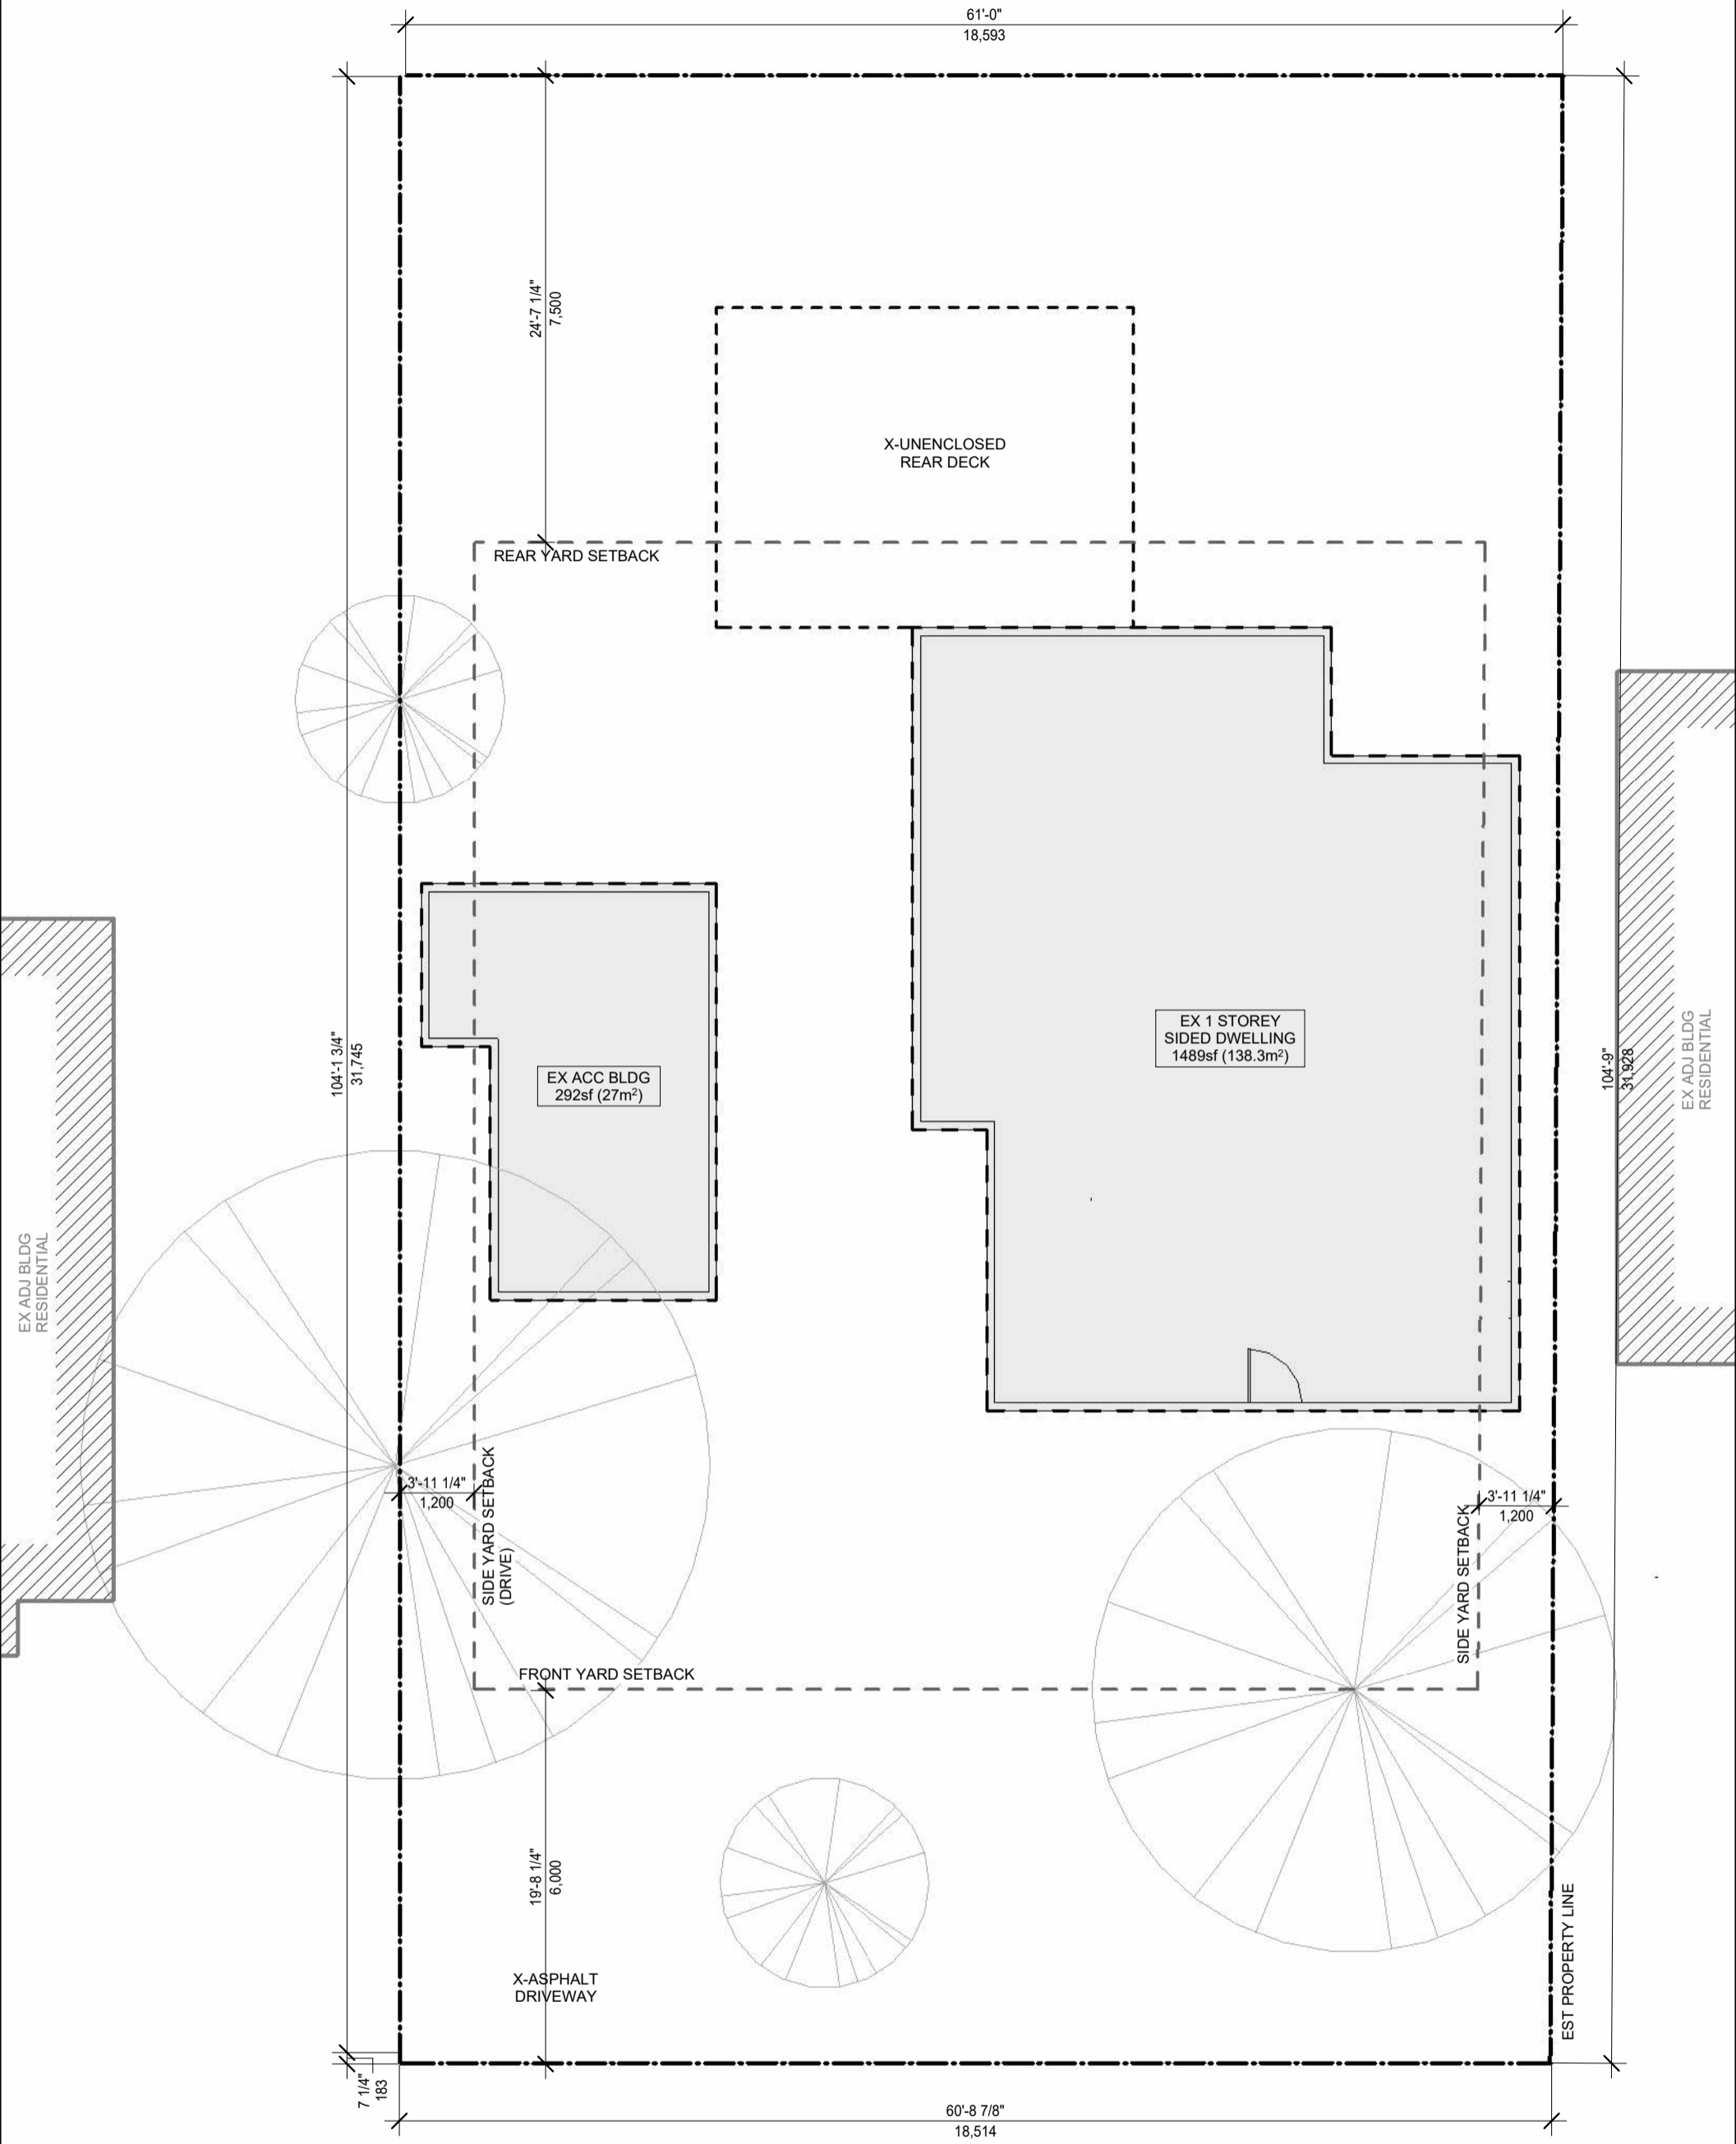 61'-0"
18,593
24'-7 1/4"
7,500
X-UNENCLOSED
REAR DECK
REAR YARD SETBACK
104'-1 3/4"
31,745
EX ACC BLDG
292sf (27m²)
EX 1 STOREY
SIDED DWELLING
1489sf (138.3m²)
104'-9"
31,928
EX ADJ BLDG
RESIDENTIAL
EX ADJ BLDG
RESIDENTIAL
3'-11 1/4"
1,200
SIDE YARD SETBACK
(DRIVE)
3'-11 1/4"
1,200
SIDE YARD SETBACK
FRONT YARD SETBACK
19'-8 1/4"
6,000
X-ASPHALT
DRIVEWAY
EST PROPERTY LINE
7 1/4"
183
60'-8 7/8"
18,514